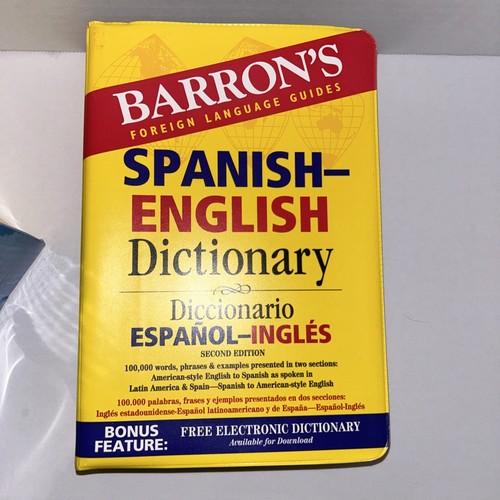 BARRON'S
FOREIGN LANGUAGE GUIDES
SPANISH–
ENGLISH
Dictionary
Diccionario
ESPAÑOL–INGLÉS
SECOND EDITION
100,000 words, phrases & examples presented in two sections:
American-style English to Spanish as spoken in
Latin America & Spain—Spanish to American-style English
100.000 palabras, frases y ejemplos presentados en dos secciones:
Inglés estadounidense-Español latinoamericano y de España—Español-Inglés
BONUS FEATURE:
FREE ELECTRONIC DICTIONARY
Available for Download